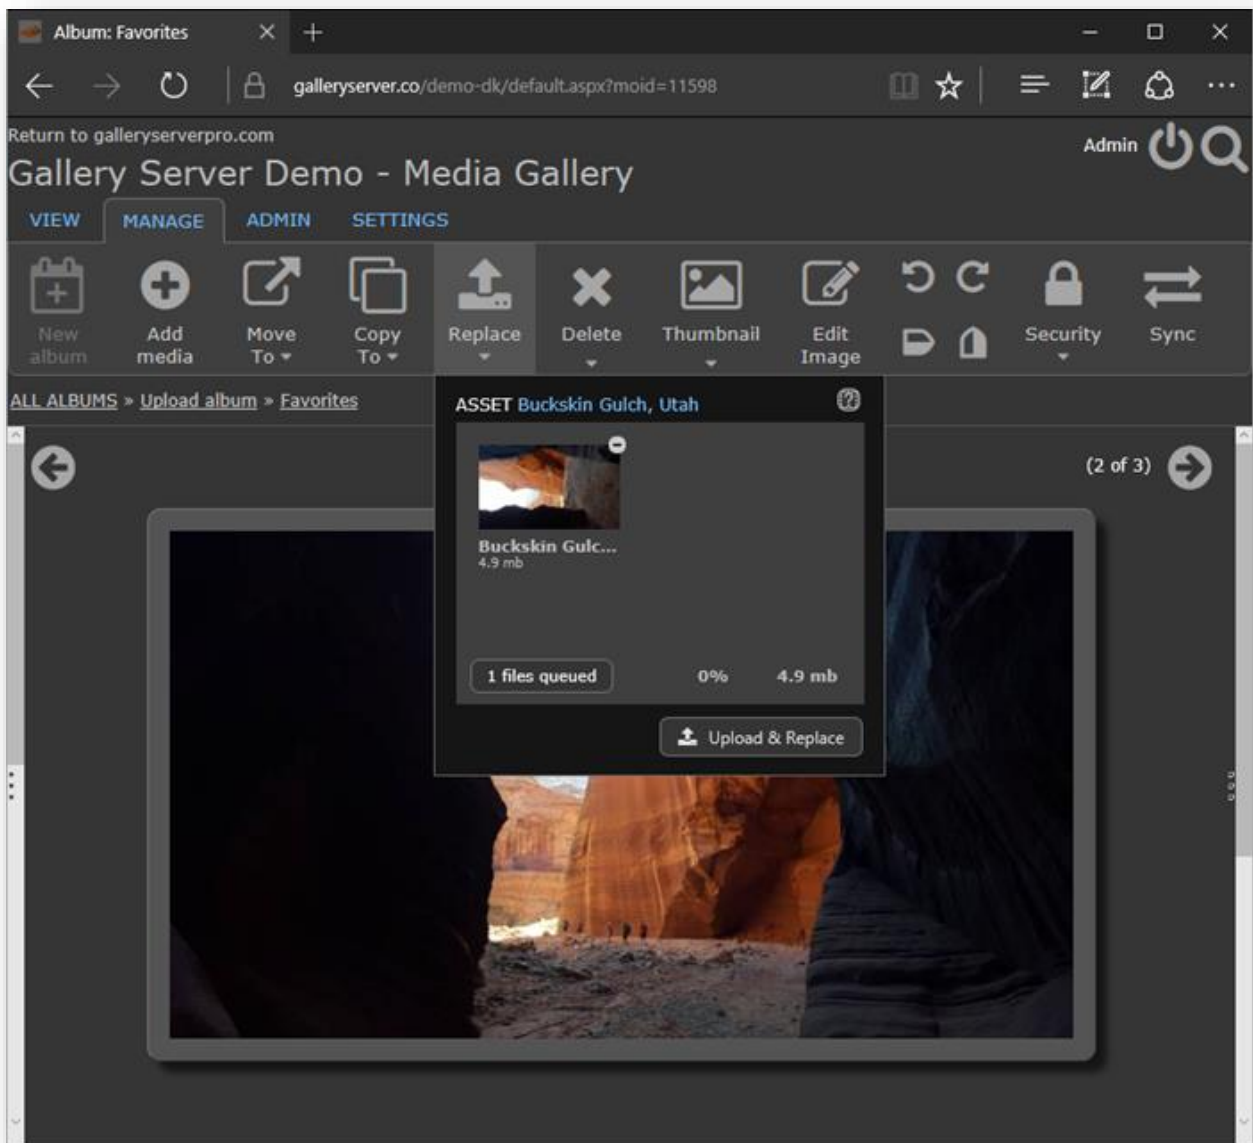 Album: Favorites
galleryserver.co/demo-dk/default.aspx?moid=11598
Return to galleryserverpro.com
Admin
Gallery Server Demo - Media Gallery
VIEW MANAGE ADMIN SETTINGS
New album
Add media
Move To
Copy To
Replace
Delete
Thumbnail
Edit Image
Security
Sync
ALL ALBUMS » Upload album » Favorites
ASSET Buckskin Gulch, Utah
(2 of 3)
Buckskin Gulc...
4.9 mb
1 files queued 0% 4.9 mb
Upload & Replace